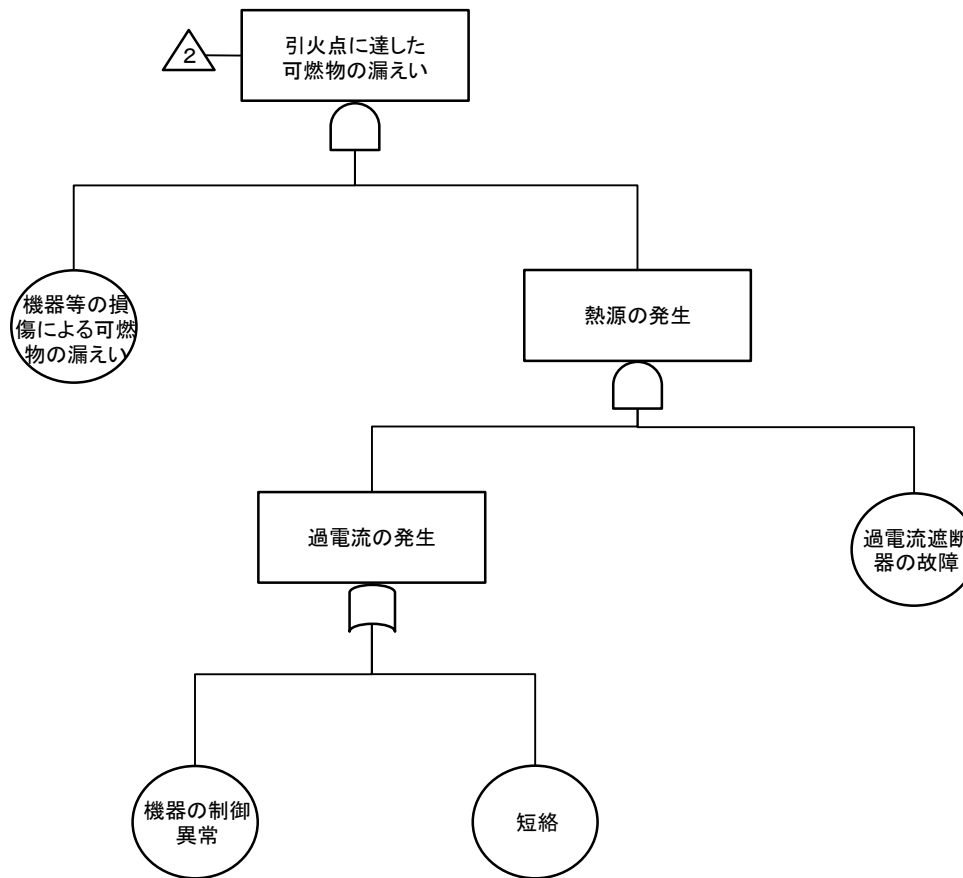 2
引火点に達した
可燃物の漏えい
機器等の損
傷による可燃
物の漏えい
熱源の発生
過電流の発生
過電流遮断
器の故障
機器の制御
異常
短絡